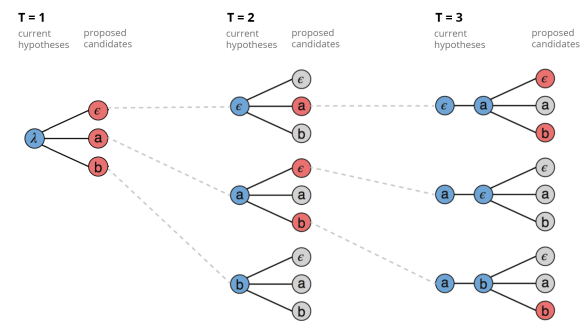 T = 1
current hypotheses
proposed candidates
λ
ϵ
a
b
T = 2
current hypotheses
proposed candidates
ϵ
ϵ
a
b
a
ϵ
a
b
b
ϵ
a
b
T = 3
current hypotheses
proposed candidates
ϵ a
ϵ
a
b
a ϵ
ϵ
a
b
a b
ϵ
a
b